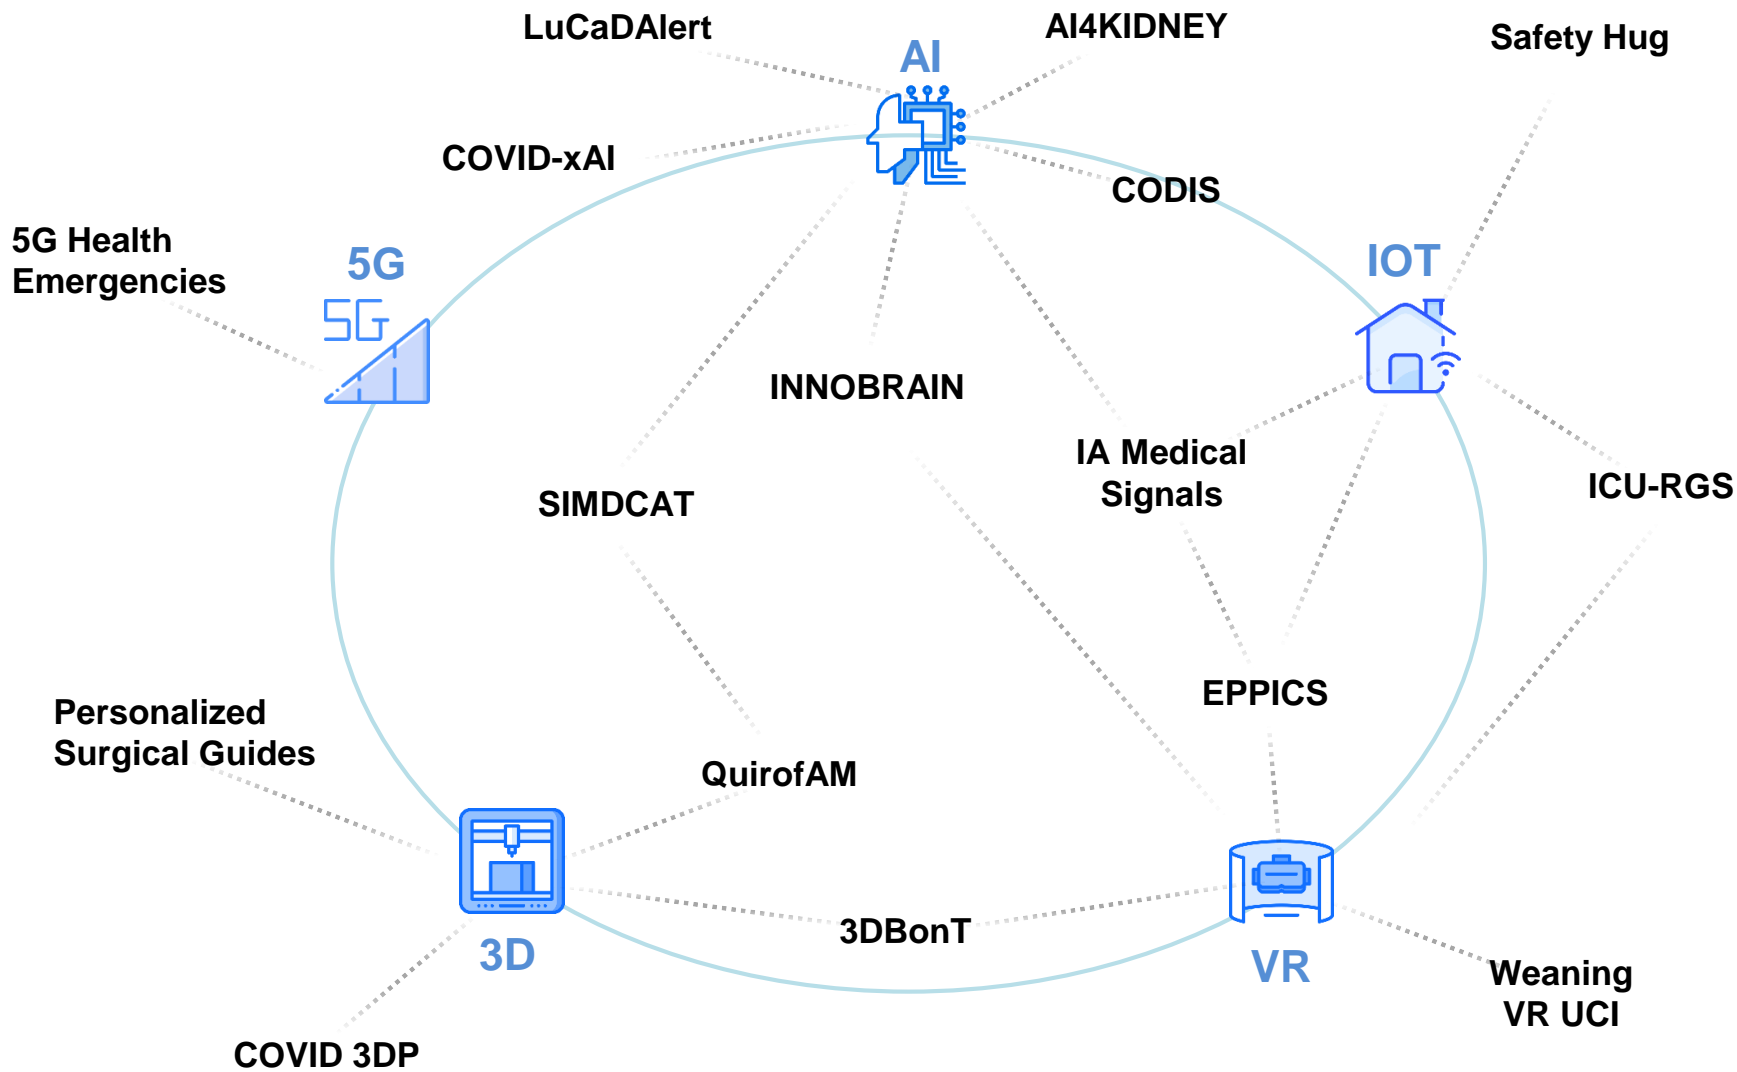 LuCaDAlert
AI4KIDNEY
Safety Hug
AI
COVID-xAI
CODIS
5G Health
Emergencies
5G
IOT
5G
INNOBRAIN
IA Medical
Signals
SIMDCAT
ICU-RGS
EPPICS
Personalized
Surgical Guides
QuirofAM
3DBonT
3D
VR
Weaning
VR UCI
COVID 3DP